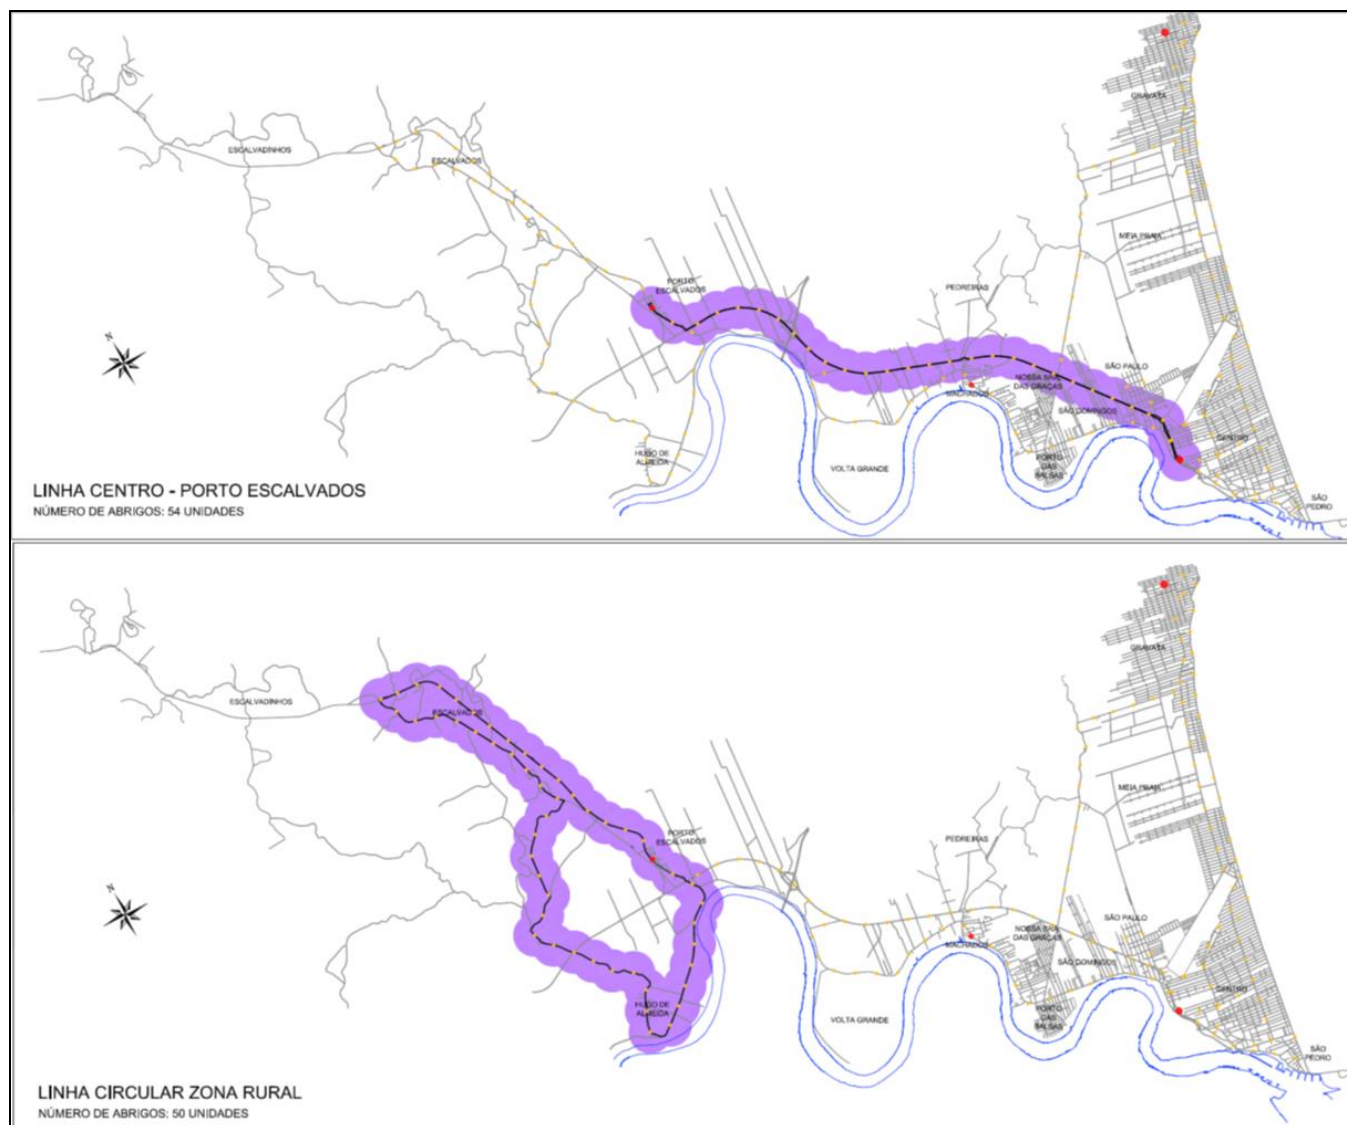 GRAVATÁ
ESCALVADINHOS
ESCALVADOS
MEIA PRAIA
PORTO
ESCALVADOS
PEDREIRAS
SÃO PAULO
NOSSA SRA
DAS GRAÇAS
MACHADOS
SÃO DOMINGOS
CENTRO
HUGO DE
ALMEIDA
PORTO
DAS
BALSAS
VOLTA GRANDE
SÃO
PEDRO
N
LINHA CENTRO - PORTO ESCALVADOS
NÚMERO DE ABRIGOS: 54 UNIDADES
GRAVATÁ
ESCALVADINHOS
ESCALVADOS
MEIA PRAIA
PORTO
ESCALVADOS
PEDREIRAS
SÃO PAULO
NOSSA SRA
DAS GRAÇAS
MACHADOS
SÃO DOMINGOS
CENTRO
HUGO DE
ALMEIDA
PORTO
DAS
BALSAS
VOLTA GRANDE
SÃO
PEDRO
N
LINHA CIRCULAR ZONA RURAL
NÚMERO DE ABRIGOS: 50 UNIDADES